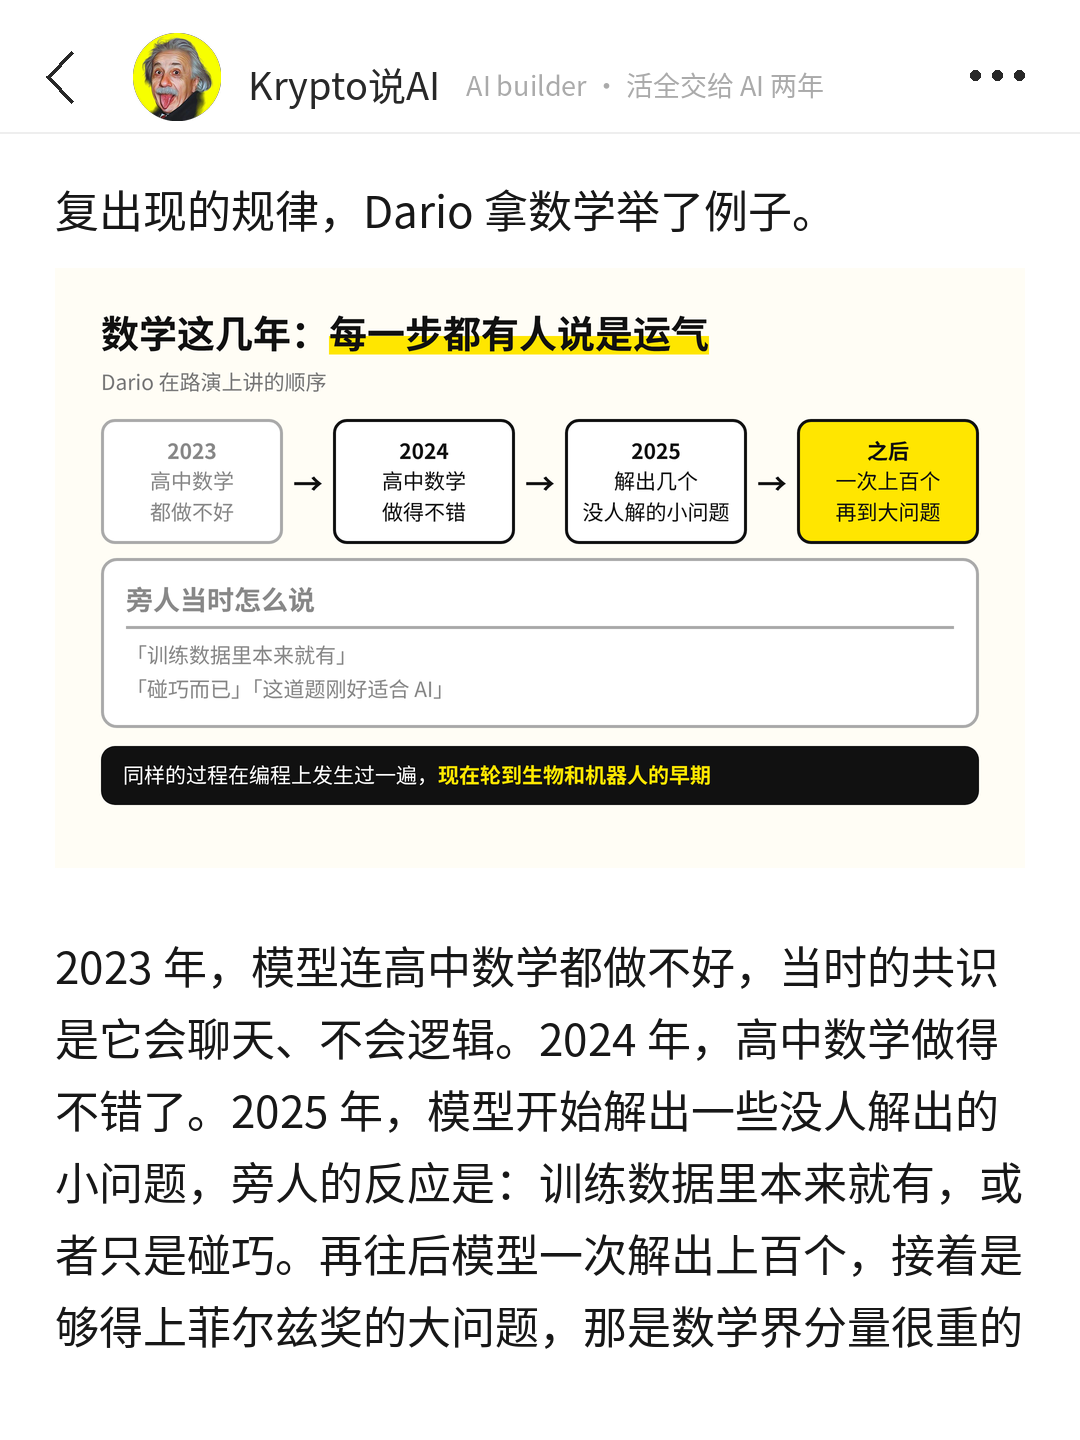 Krypto说AI AI builder · 活全交给 AI 两年
复出现的规律，Dario 拿数学举了例子。
数学这几年：每一步都有人说是运气
Dario 在路演上讲的顺序
2023
高中数学
都做不好
→
2024
高中数学
做得不错
→
2025
解出几个
没人解的小问题
→
之后
一次上百个
再到大问题
旁人当时怎么说
「训练数据里本来就有」
「碰巧而已」「这道题刚好适合 AI」
同样的过程在编程上发生过一遍，现在轮到生物和机器人的早期
2023 年，模型连高中数学都做不好，当时的共识
是它会聊天、不会逻辑。2024 年，高中数学做得
不错了。2025 年，模型开始解出一些没人解出的
小问题，旁人的反应是：训练数据里本来就有，或
者只是碰巧。再往后模型一次解出上百个，接着是
够得上菲尔兹奖的大问题，那是数学界分量很重的